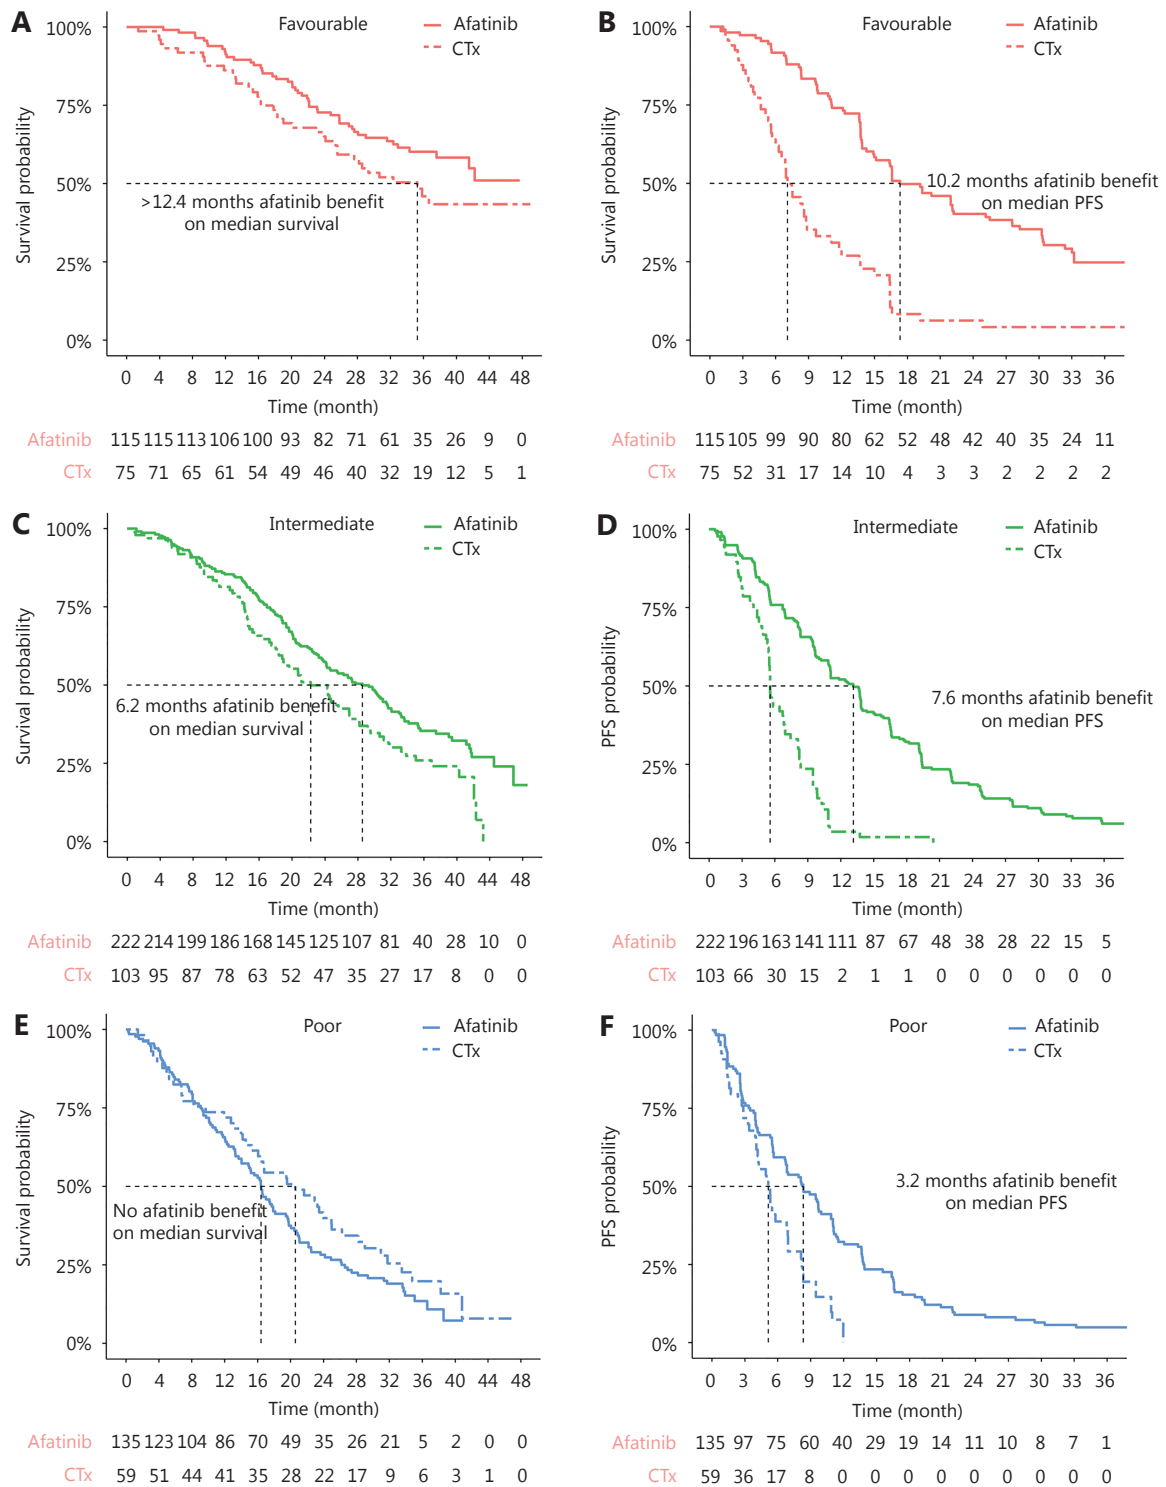 A
Favourable
Afatinib
CTx
100%
75%
50%
25%
0%
Survival probability
>12.4 months afatinib benefit
on median survival
0 4 8 12 16 20 24 28 32 36 40 44 48
Time (month)
Afatinib 115 115 113 106 100 93 82 71 61 35 26 9 0
CTx 75 71 65 61 54 49 46 40 32 19 12 5 1
B
Favourable
Afatinib
CTx
100%
75%
50%
25%
0%
Survival probability
10.2 months afatinib benefit
on median PFS
0 3 6 9 12 15 18 21 24 27 30 33 36
Time (month)
Afatinib 115 105 99 90 80 62 52 48 42 40 35 24 11
CTx 75 52 31 17 14 10 4 3 3 2 2 2 2
C
Intermediate
Afatinib
CTx
100%
75%
50%
25%
0%
Survival probability
6.2 months afatinib benefit
on median survival
0 4 8 12 16 20 24 28 32 36 40 44 48
Time (month)
Afatinib 222 214 199 186 168 145 125 107 81 40 28 10 0
CTx 103 95 87 78 63 52 47 35 27 17 8 0 0
D
Intermediate
Afatinib
CTx
100%
75%
50%
25%
0%
PFS probability
7.6 months afatinib benefit
on median PFS
0 3 6 9 12 15 18 21 24 27 30 33 36
Time (month)
Afatinib 222 196 163 141 111 87 67 48 38 28 22 15 5
CTx 103 66 30 15 2 1 1 0 0 0 0 0 0
E
Poor
Afatinib
CTx
100%
75%
50%
25%
0%
Survival probability
No afatinib benefit
on median survival
0 4 8 12 16 20 24 28 32 36 40 44 48
Time (month)
Afatinib 135 123 104 86 70 49 35 26 21 5 2 0 0
CTx 59 51 44 41 35 28 22 17 9 6 3 1 0
F
Poor
Afatinib
CTx
100%
75%
50%
25%
0%
PFS probability
3.2 months afatinib benefit
on median PFS
0 3 6 9 12 15 18 21 24 27 30 33 36
Time (month)
Afatinib 135 97 75 60 40 29 19 14 11 10 8 7 1
CTx 59 36 17 8 0 0 0 0 0 0 0 0 0